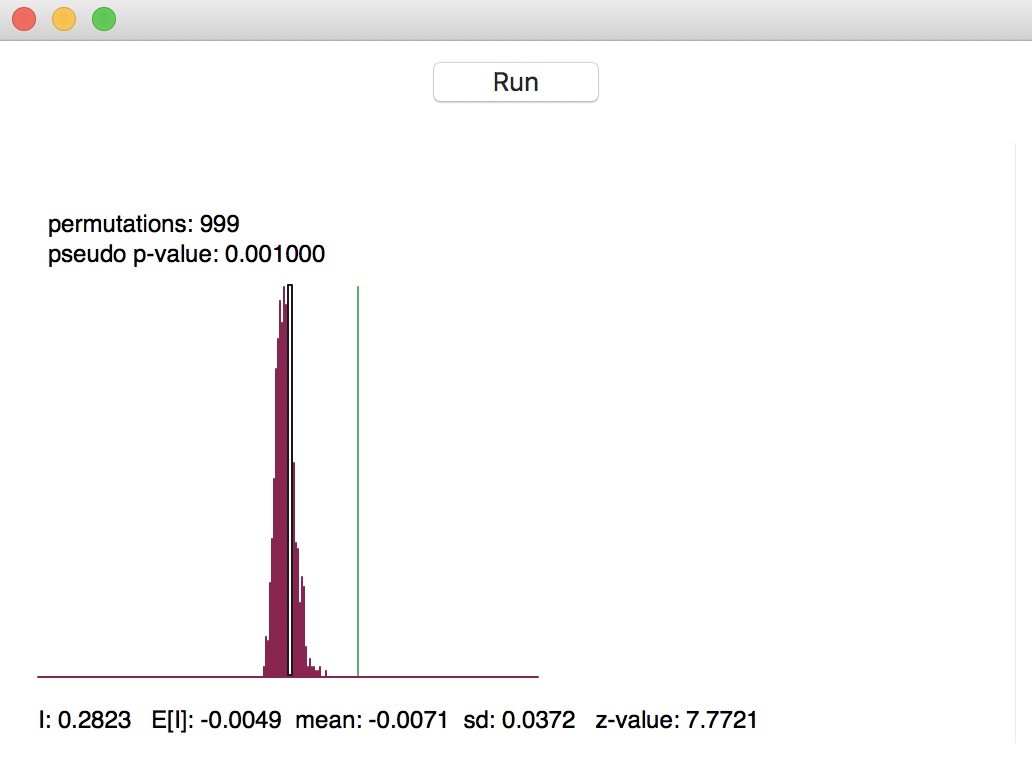 Run
permutations: 999
pseudo p-value: 0.001000
I: 0.2823 E[I]: -0.0049 mean: -0.0071 sd: 0.0372 z-value: 7.7721